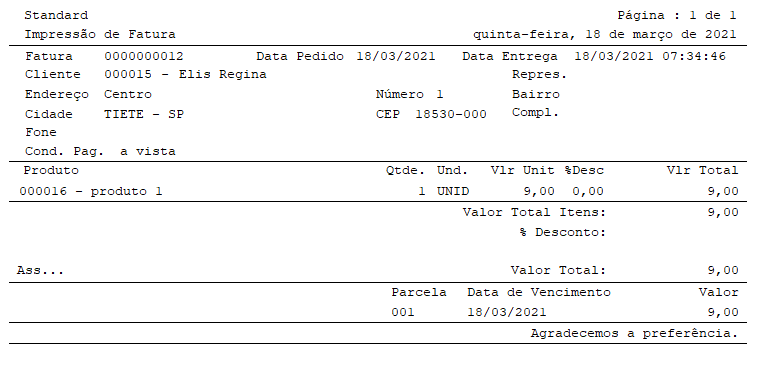 Standard Página : 1 de 1
Impressão de Fatura quinta-feira, 18 de março de 2021
Fatura 0000000012 Data Pedido 18/03/2021 Data Entrega 18/03/2021 07:34:46
Cliente 000015 - Elis Regina Repres.
Endereço Centro Número 1 Bairro
Cidade TIETE - SP CEP 18530-000 Compl.
Fone
Cond. Pag. a vista
Produto Qtde. Und. Vlr Unit %Desc Vlr Total
000016 - produto 1 1 UNID 9,00 0,00 9,00
Valor Total Itens: 9,00
% Desconto:
Ass... Valor Total: 9,00
Parcela Data de Vencimento Valor
001 18/03/2021 9,00
Agradecemos a preferência.